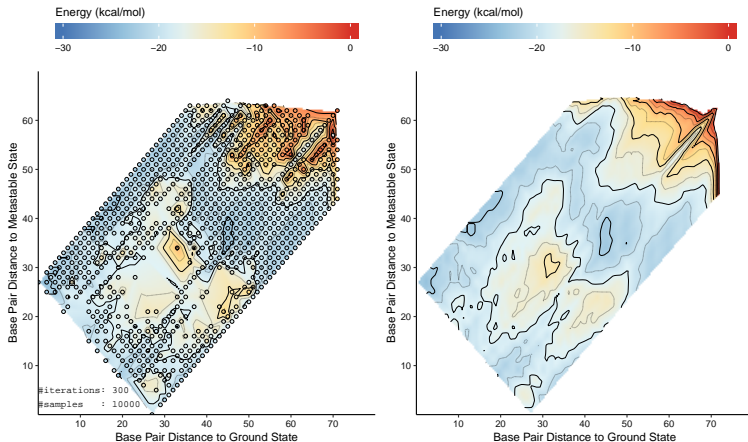 Energy (kcal/mol)
−30 −20 −10 0
Base Pair Distance to Metastable State
60
50
40
30
20
10
#iterations: 300
#samples : 10000
10 20 30 40 50 60 70
Base Pair Distance to Ground State
Energy (kcal/mol)
−30 −20 −10 0
Base Pair Distance to Metastable State
60
50
40
30
20
10
10 20 30 40 50 60 70
Base Pair Distance to Ground State